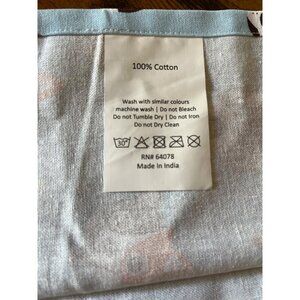 100% Cotton
Wash with similar colours
machine wash | Do not Bleach
Do not Tumble Dry | Do not Iron
Do not Dry Clean
30°
RN# 64078
Made In India